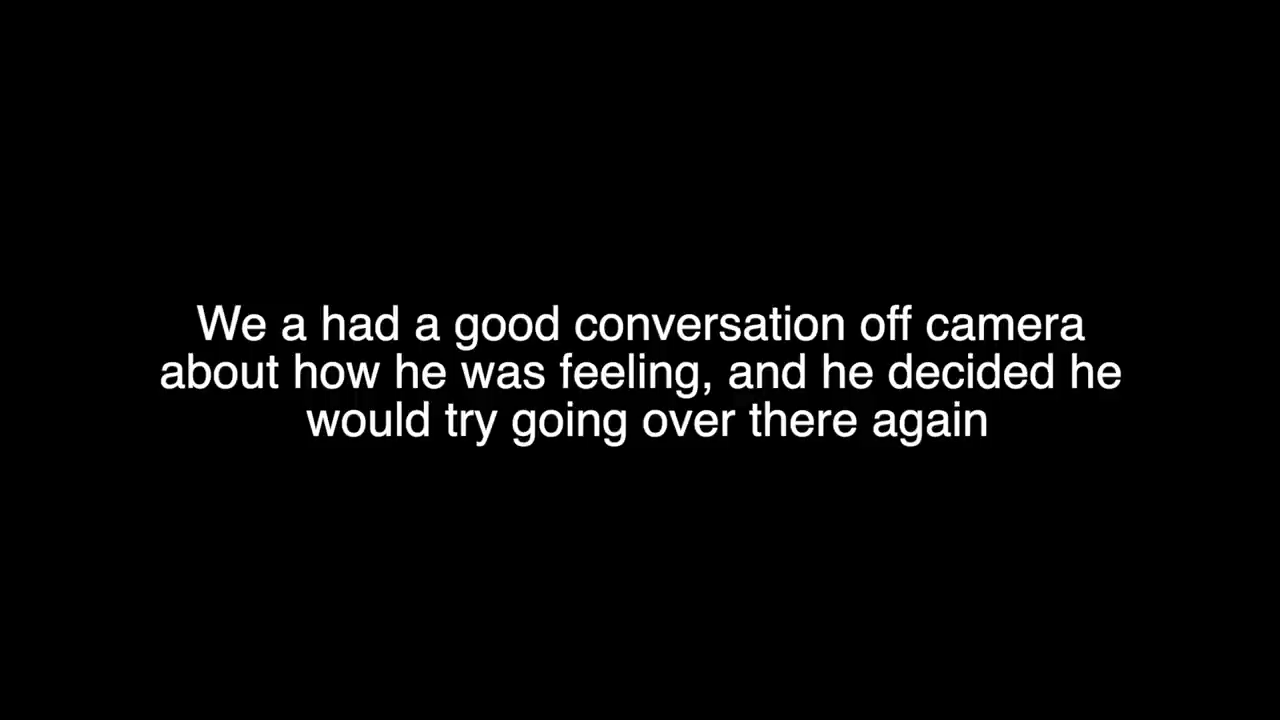 We a had a good conversation off camera
about how he was feeling, and he decided he
would try going over there again